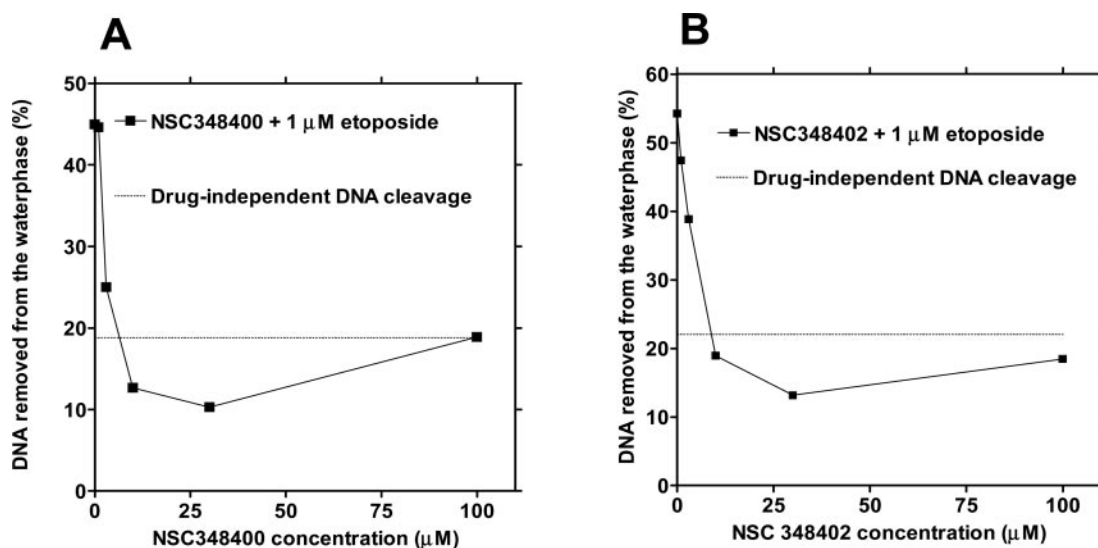 A
DNA removed from the waterphase (%)
50
40
30
20
10
0
NSC348400 + 1 μM etoposide
Drug-independent DNA cleavage
0 25 50 75 100
NSC348400 concentration (μM)
B
DNA removed from the waterphase (%)
60
50
40
30
20
10
0
NSC348402 + 1 μM etoposide
Drug-independent DNA cleavage
0 25 50 75 100
NSC 348402 concentration (μM)